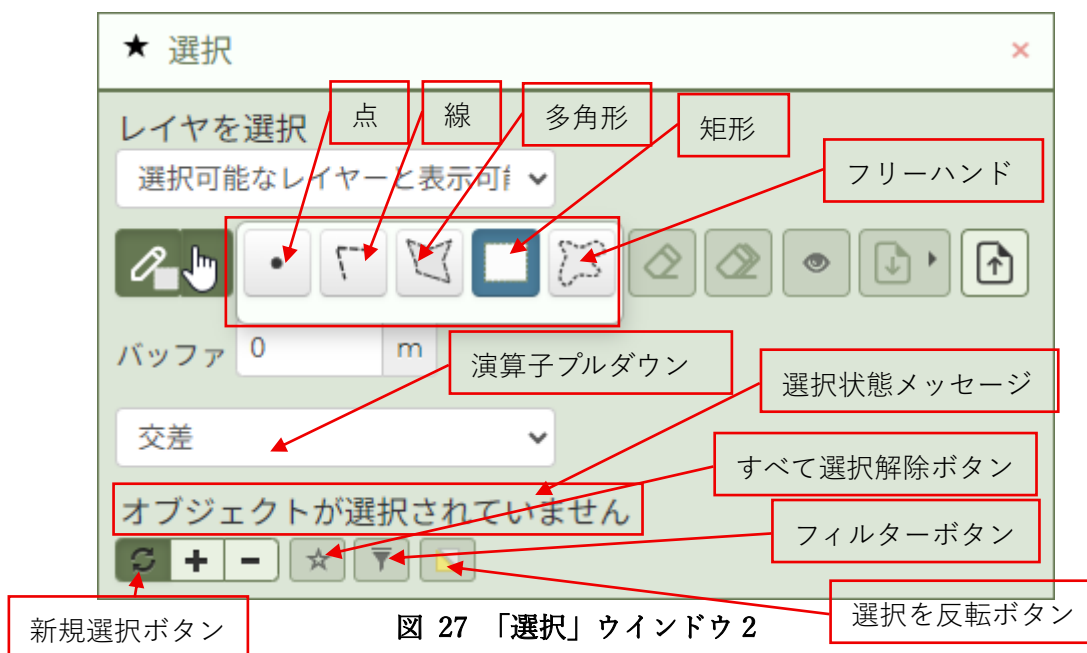 ★ 選択 ×
点
線
多角形
矩形
フリーハンド
レイヤを選択
選択可能なレイヤーと表示可
バッファ 0 m
演算子プルダウン
選択状態メッセージ
交差
すべて選択解除ボタン
オブジェクトが選択されていません
フィルターボタン
新規選択ボタン
選択を反転ボタン
図 27 「選択」ウインドウ2